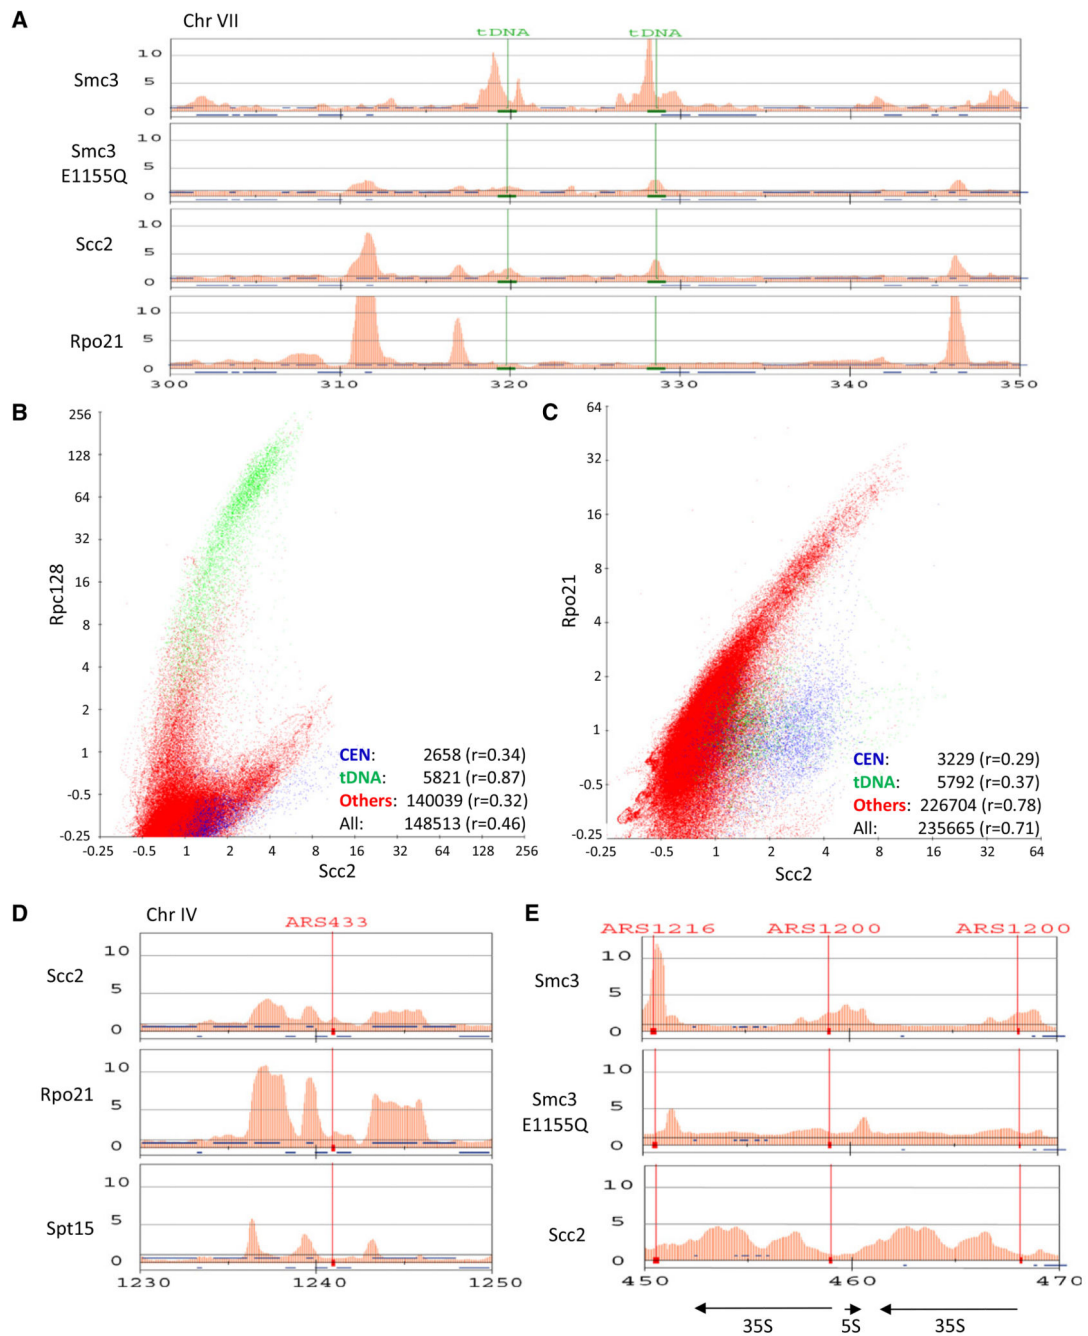 A
Chr VII
tDNA tDNA
Smc3
10
5
0
Smc3
E1155Q
10
5
0
Scc2
10
5
0
Rpo21
10
5
0
300 310 320 330 340 350
B
256
128
64
32
16
8
4
2
1
-0.5
-0.25
Rpc128
-0.25 -0.5 1 2 4 8 16 32 64 128 256
Scc2
CEN: 2658 (r=0.34)
tDNA: 5821 (r=0.87)
Others: 140039 (r=0.32)
All: 148513 (r=0.46)
C
64
32
16
8
4
2
1
-0.5
-0.25
Rpo21
-0.25 -0.5 1 2 4 8 16 32 64
Scc2
CEN: 3229 (r=0.29)
tDNA: 5792 (r=0.37)
Others: 226704 (r=0.78)
All: 235665 (r=0.71)
D
Chr IV
ARS433
Scc2
10
5
0
Rpo21
10
5
0
Spt15
10
5
0
1230 1240 1250
E
ARS1216 ARS1200 ARS1200
Smc3
10
5
0
Smc3
E1155Q
10
5
0
Scc2
10
5
0
450 460 470
35S 5S 35S